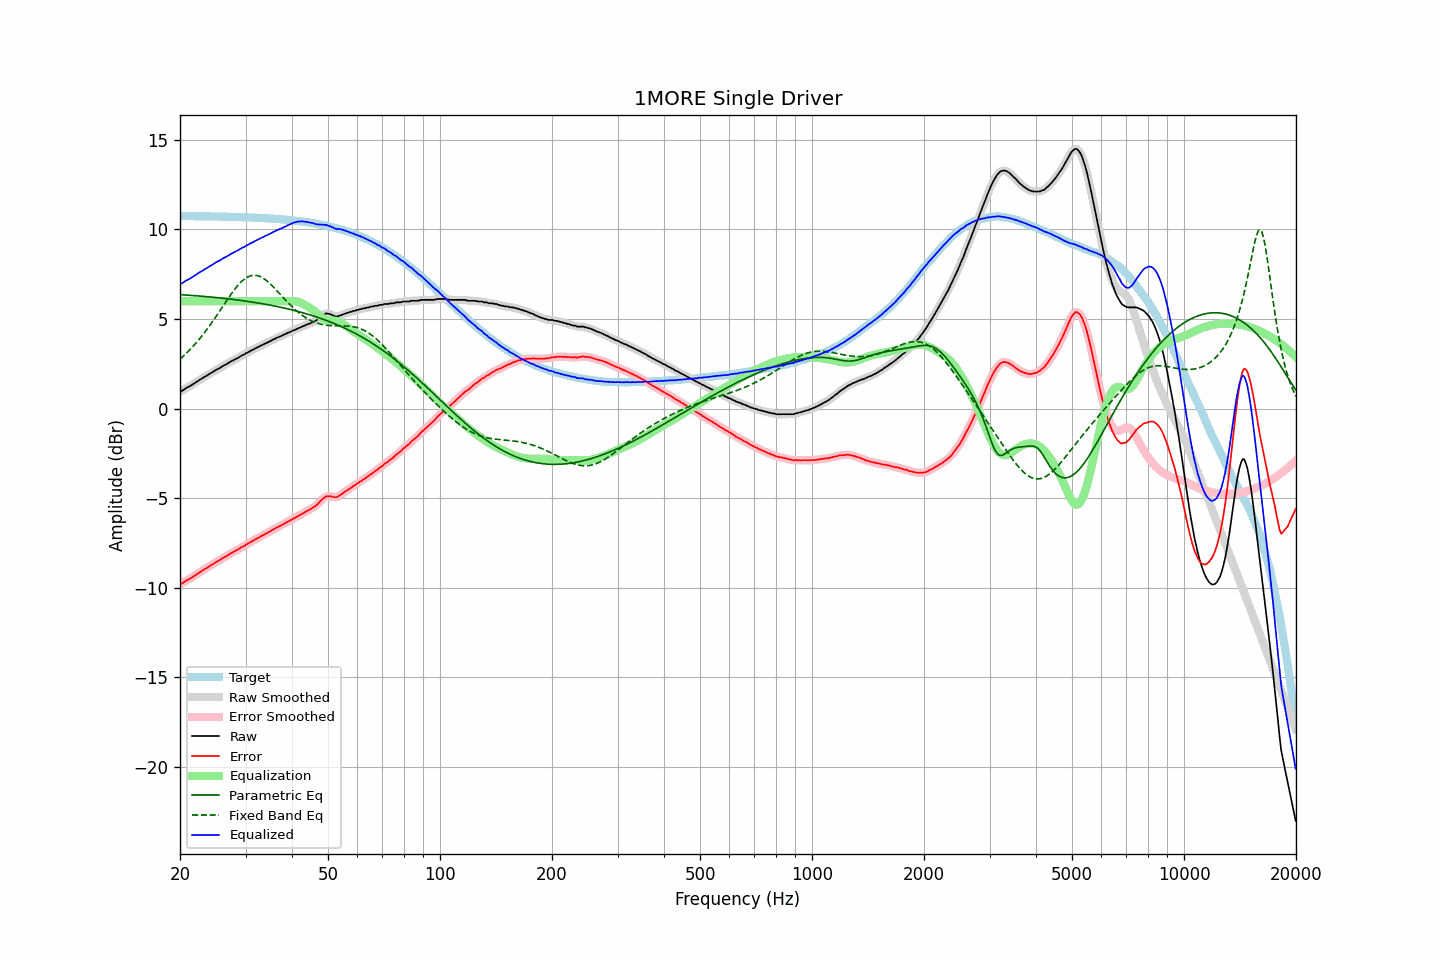 1MORE Single Driver
15
10
5
0
−5
−10
−15
−20
Amplitude (dBr)
Target
Raw Smoothed
Error Smoothed
Raw
Error
Equalization
Parametric Eq
Fixed Band Eq
Equalized
20 50 100 200 500 1000 2000 5000 10000 20000
Frequency (Hz)